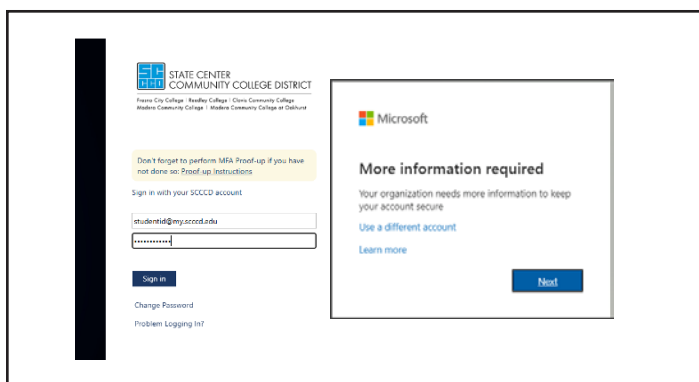 SC
CCD
STATE CENTER
COMMUNITY COLLEGE DISTRICT
Fresno City College | Reedley College | Clovis Community College
Madera Community College | Madera Community College at Oakhurst
Don't forget to perform MFA Proof-up if you have
not done so: Proof-up Instructions
Sign in with your SCCCD account
studentid@my.scccd.edu
••••••••••••
Sign in
Change Password
Problem Logging In?
Microsoft
More information required
Your organization needs more information to keep
your account secure
Use a different account
Learn more
Next